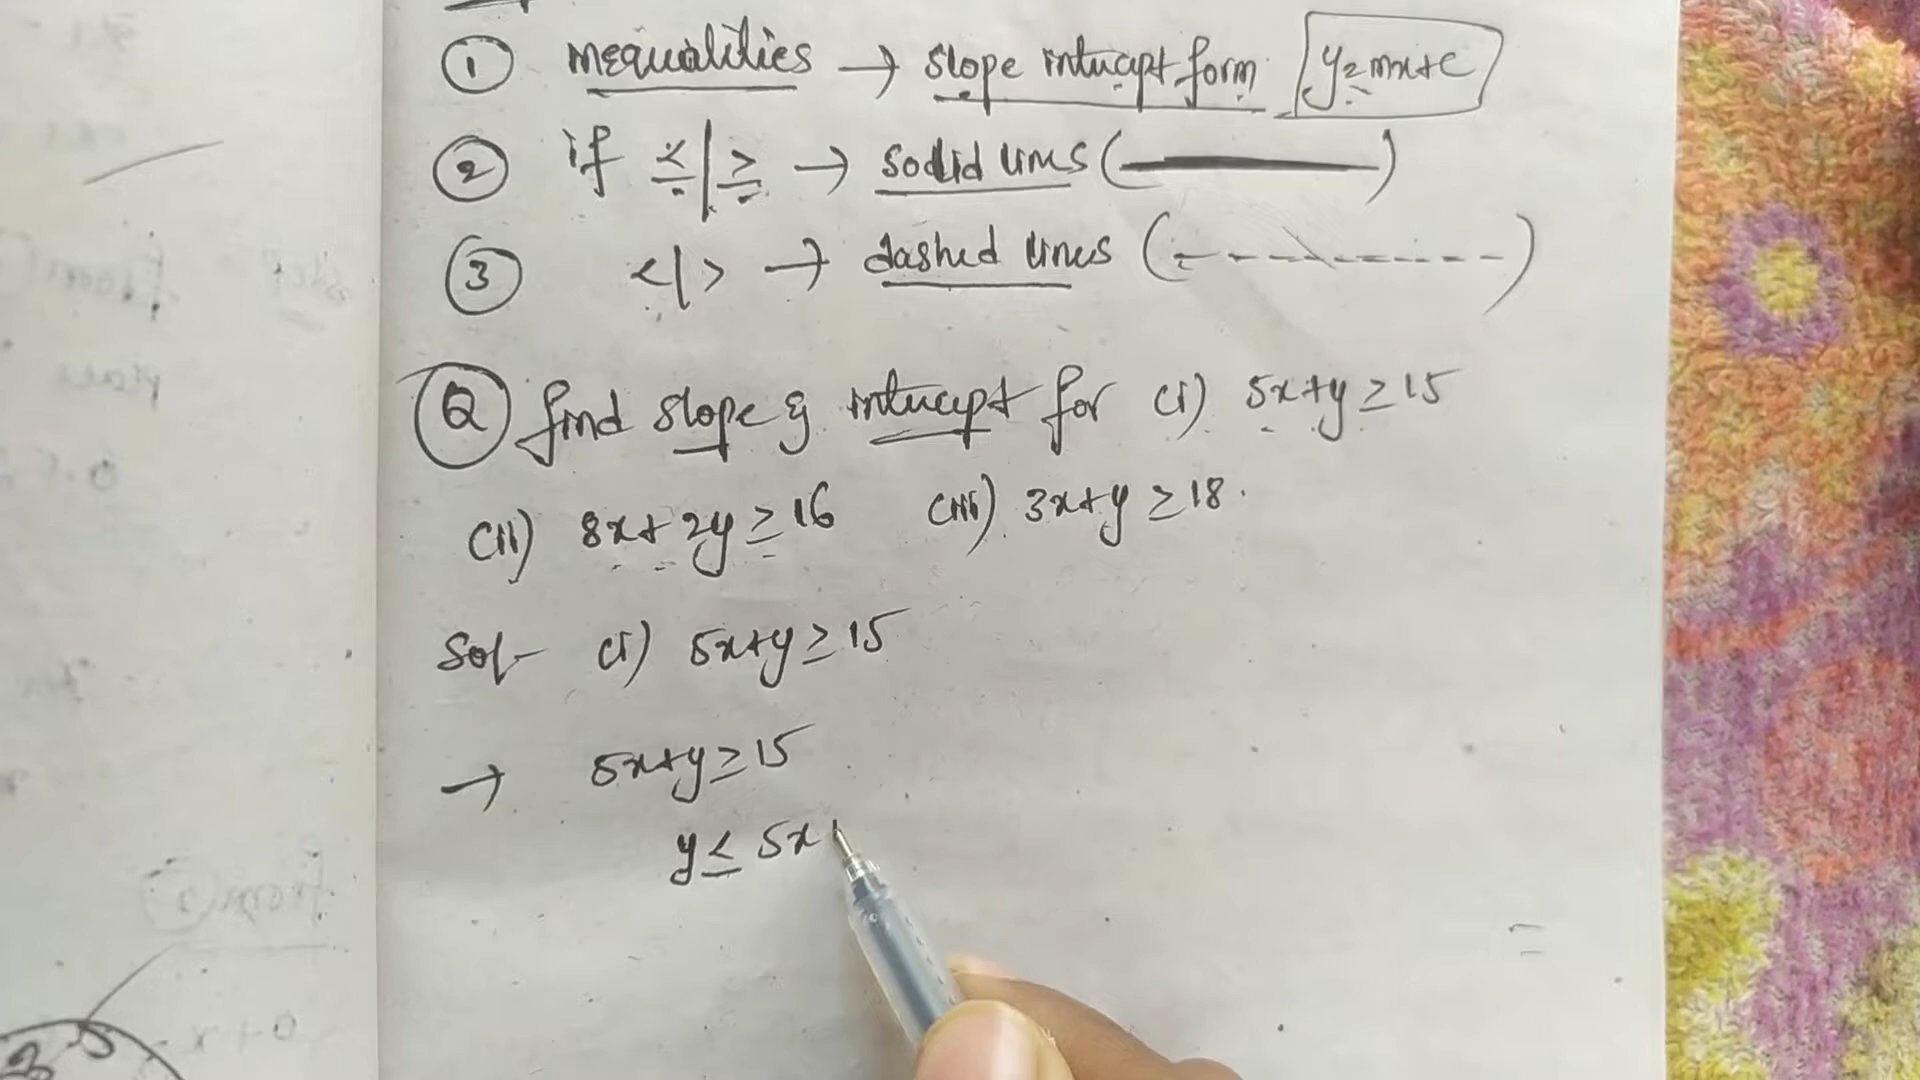 ① inequalities → slope intercept form y=mx+c
② if ≤|≥ → solid lines (———)
③ <|> → dashed lines (- - - - - - - -)
Q find slope & intercept for (i) 5x+y≥15
(ii) 8x+2y≥16 (iii) 3x+y≥18.
Sol- (i) 5x+y≥15
→ 5x+y≥15
y≤ 5x